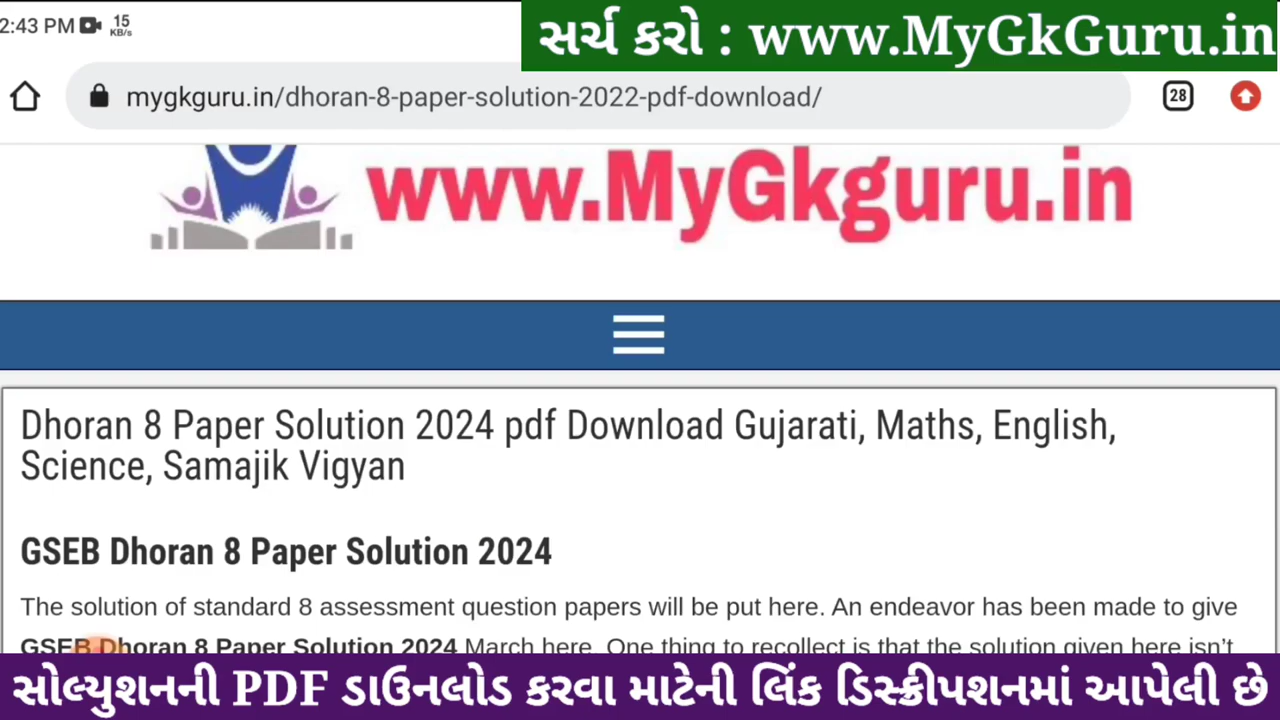 2:43 PM 15 KB/s
સર્ચ કરો : www.MyGkGuru.in
mygkguru.in/dhoran-8-paper-solution-2022-pdf-download/
28
www.MyGkguru.in
Dhoran 8 Paper Solution 2024 pdf Download Gujarati, Maths, English,
Science, Samajik Vigyan
GSEB Dhoran 8 Paper Solution 2024
The solution of standard 8 assessment question papers will be put here. An endeavor has been made to give
GSEB Dhoran 8 Paper Solution 2024 March here. One thing to recollect is that the solution given here isn't
સોલ્યુશનની PDF ડાઉનલોડ કરવા માટેની લિંક ડિસ્ક્રીપશનમાં આપેલી છે